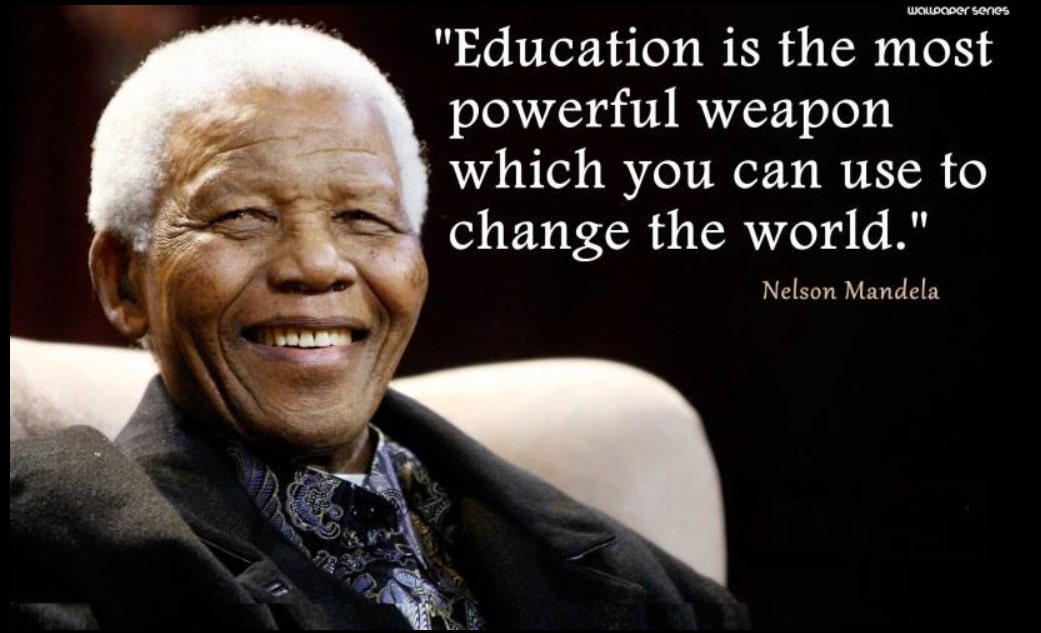 wallpaper series
"Education is the most
powerful weapon
which you can use to
change the world."
Nelson Mandela